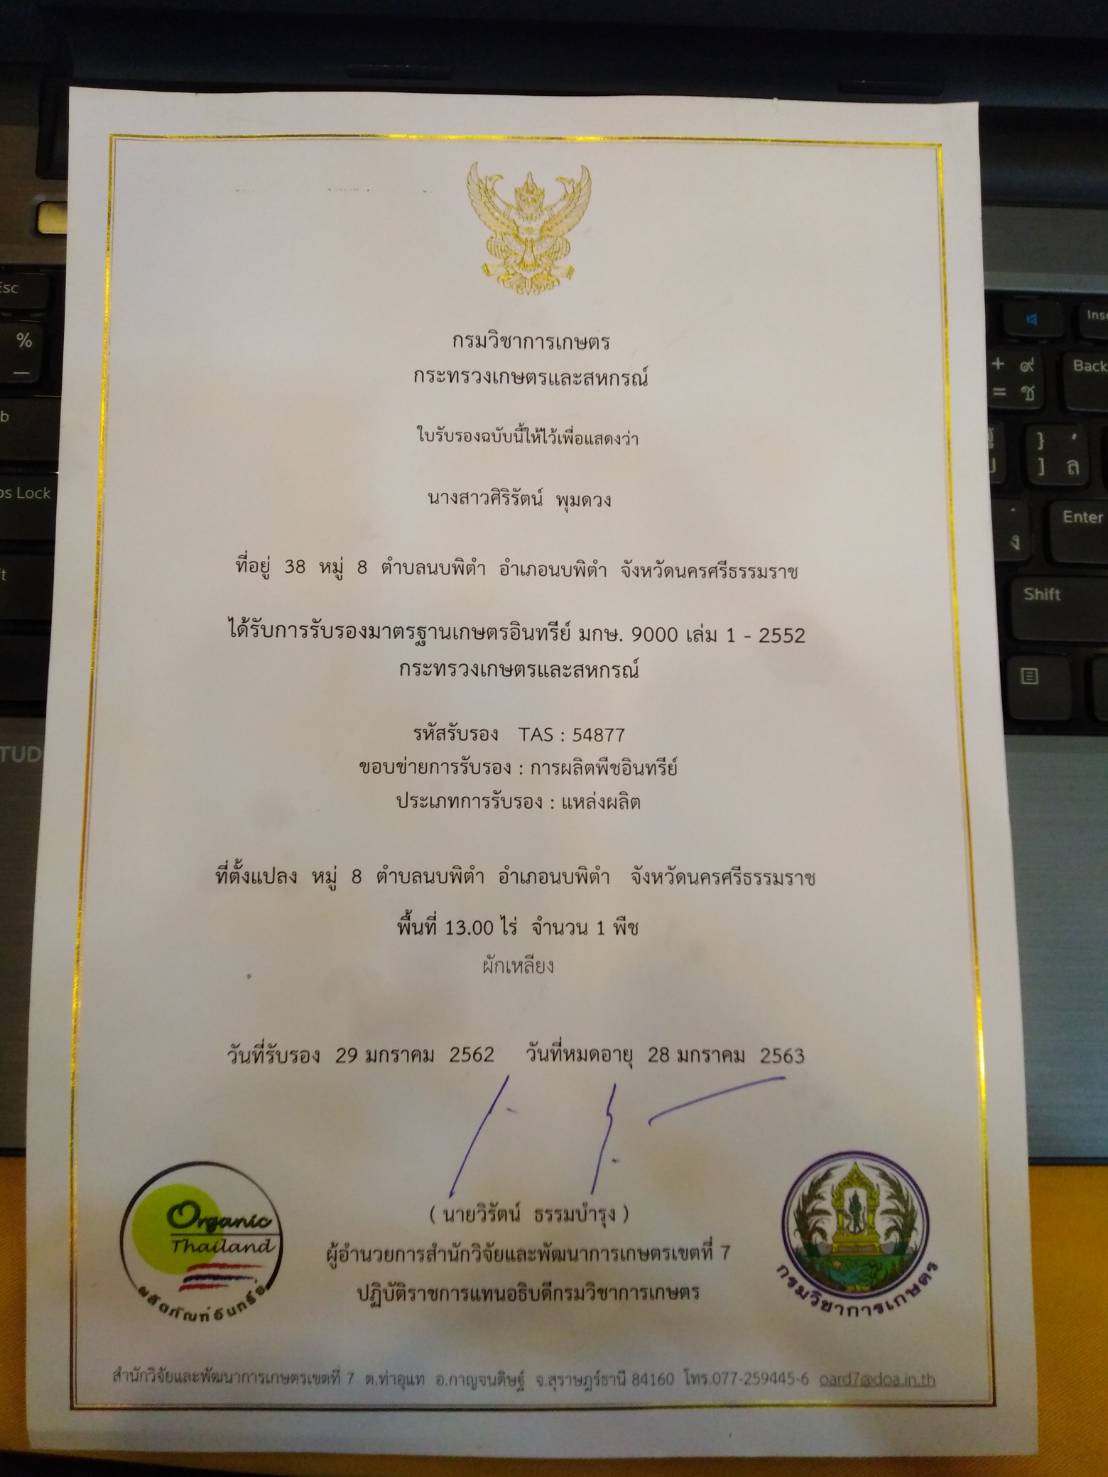 กรมวิชาการเกษตร
กระทรวงเกษตรและสหกรณ์
ใบรับรองฉบับนี้ให้ไว้เพื่อแสดงว่า
นางสาวศิริรัตน์ พุมดวง
ที่อยู่ 38 หมู่ 8 ตำบลนบพิตำ อำเภอนบพิตำ จังหวัดนครศรีธรรมราช
ได้รับการรับรองมาตรฐานเกษตรอินทรีย์ มกษ. 9000 เล่ม 1 - 2552
กระทรวงเกษตรและสหกรณ์
รหัสรับรอง TAS : 54877
ขอบข่ายการรับรอง : การผลิตพืชอินทรีย์
ประเภทการรับรอง : แหล่งผลิต
ที่ตั้งแปลง หมู่ 8 ตำบลนบพิตำ อำเภอนบพิตำ จังหวัดนครศรีธรรมราช
พื้นที่ 13.00 ไร่ จำนวน 1 พืช
ผักเหลียง
วันที่รับรอง 29 มกราคม 2562 วันที่หมดอายุ 28 มกราคม 2563
( นายวิรัตน์ ธรรมบำรุง )
ผู้อำนวยการสำนักวิจัยและพัฒนาการเกษตรเขตที่ 7
ปฏิบัติราชการแทนอธิบดีกรมวิชาการเกษตร
Organic
Thailand
ผลิตภัณฑ์อินทรีย์
กรมวิชาการเกษตร
สำนักวิจัยและพัฒนาการเกษตรเขตที่ 7 ต.ท่าอุแท อ.กาญจนดิษฐ์ จ.สุราษฎร์ธานี 84160 โทร.077-259445-6 oard7@doa.in.th
Esc
%
_
b
ps Lock
t
TUD
Inse
+ ๙
= ช
Back
} ,
] ล
ง
Enter
Shift